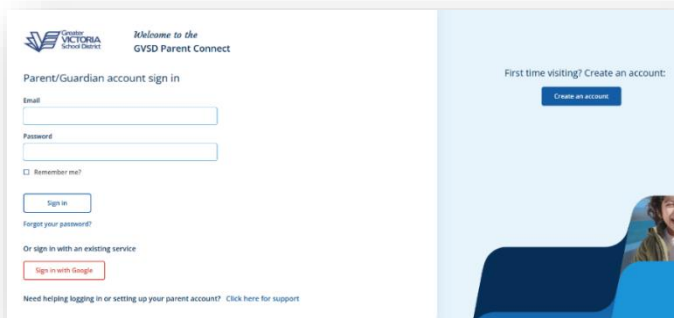 Greater
VICTORIA
School District
Welcome to the
GVSD Parent Connect
Parent/Guardian account sign in
Email
Password
Remember me?
Sign in
Forgot your password?
Or sign in with an existing service
Sign in with Google
Need helping logging in or setting up your parent account? Click here for support
First time visiting? Create an account:
Create an account